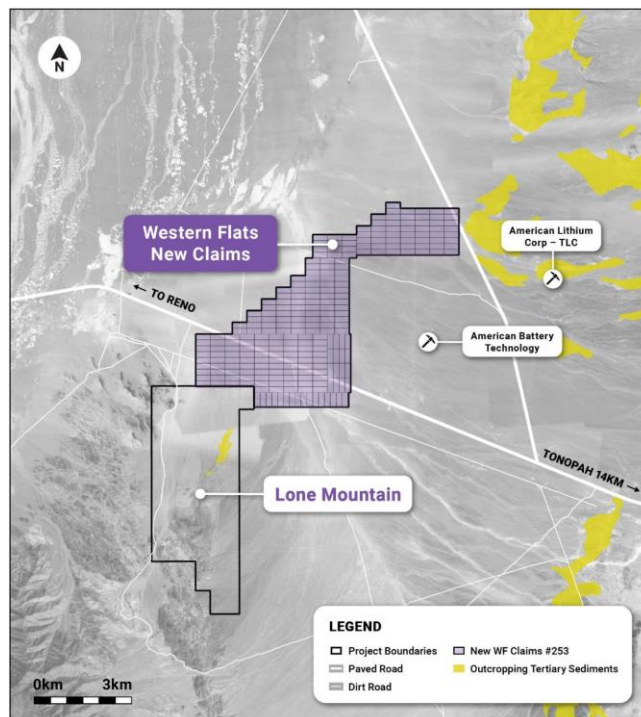 N
Western Flats
New Claims
American Lithium
Corp – TLC
← TO RENO
American Battery
Technology
TONOPAH 14KM →
Lone Mountain
LEGEND
Project Boundaries
New WF Claims #253
Paved Road
Outcropping Tertiary Sediments
Dirt Road
0km 3km